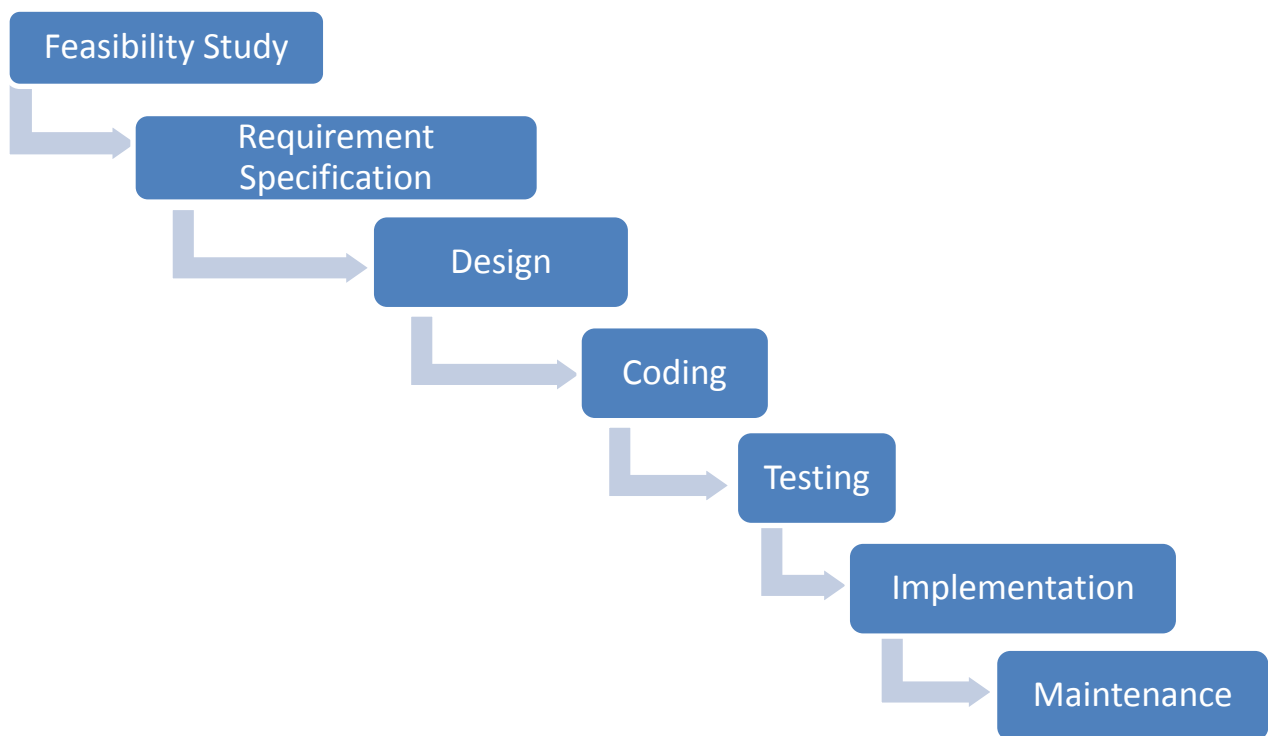 Feasibility Study
Requirement
Specification
Design
Coding
Testing
Implementation
Maintenance